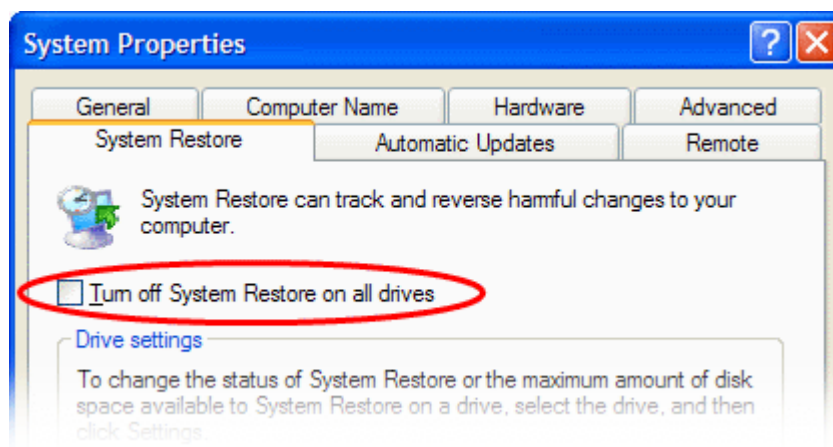 System Properties
?
General Computer Name Hardware Advanced
System Restore Automatic Updates Remote
System Restore can track and reverse harmful changes to your
computer.
Turn off System Restore on all drives
Drive settings
To change the status of System Restore or the maximum amount of disk
space available to System Restore on a drive, select the drive, and then
click Settings.